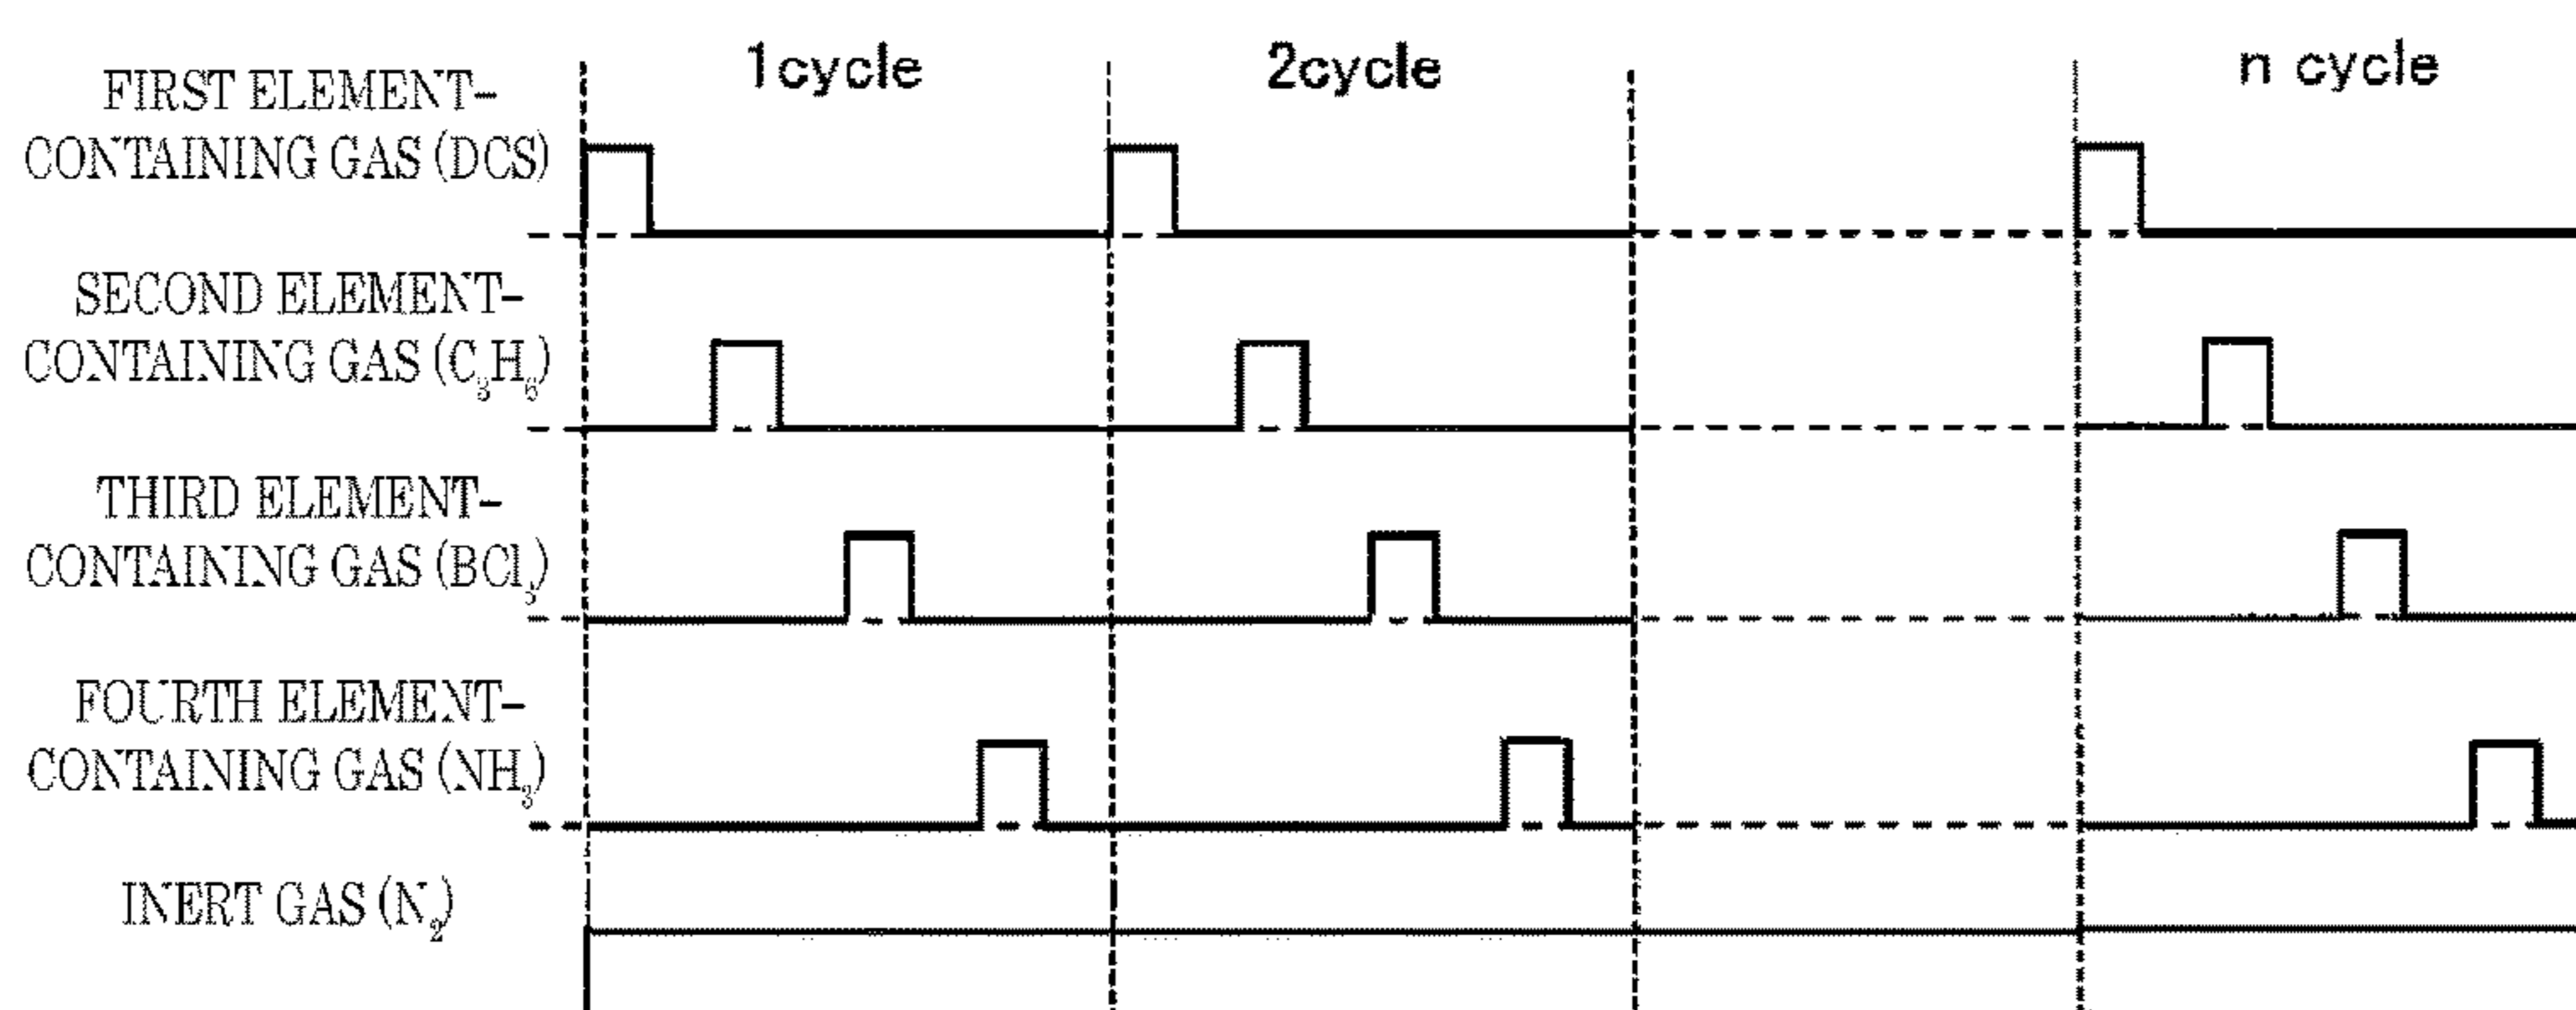 1cycle 2cycle n cycle
FIRST ELEMENT-
CONTAINING GAS (DCS)
SECOND ELEMENT-
CONTAINING GAS (C₃H₆)
THIRD ELEMENT-
CONTAINING GAS (BCl₃)
FOURTH ELEMENT-
CONTAINING GAS (NH₃)
INERT GAS (N₂)